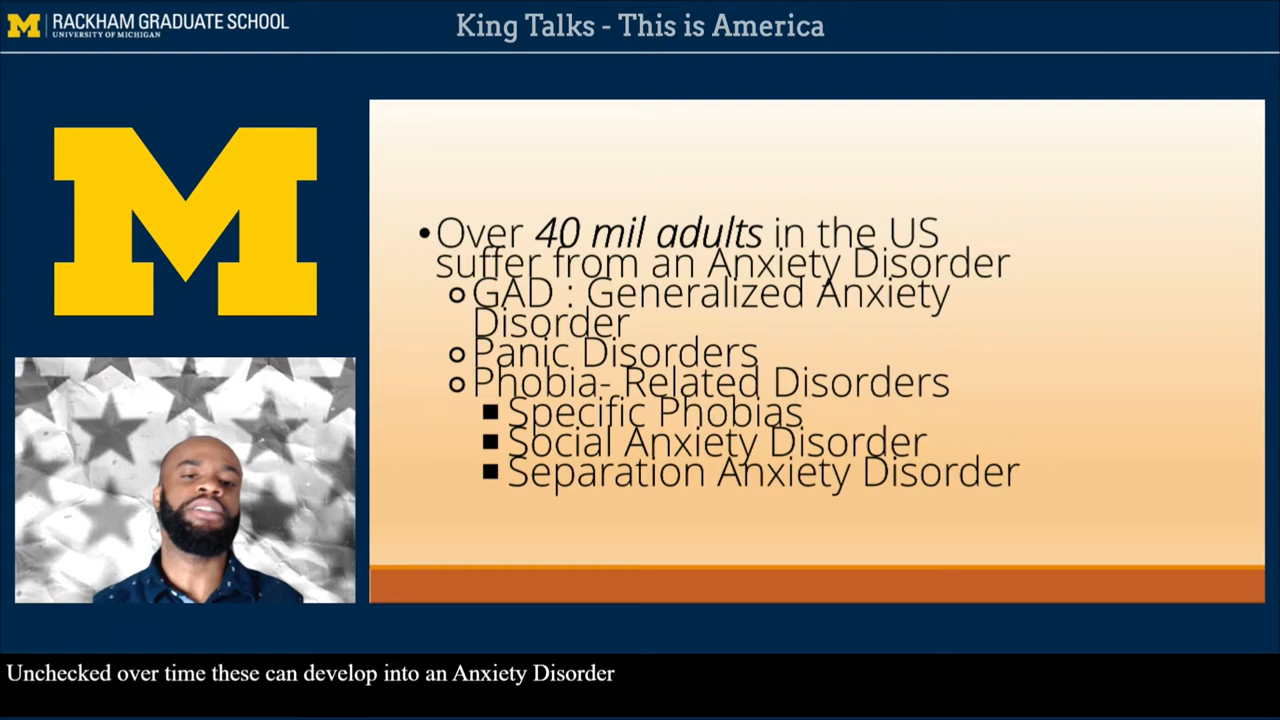 M RACKHAM GRADUATE SCHOOL
UNIVERSITY OF MICHIGAN
King Talks - This is America
M
•Over 40 mil adults in the US
suffer from an Anxiety Disorder
GAD : Generalized Anxiety
Disorder
Panic Disorders
Phobia- Related Disorders
Specific Phobias
Social Anxiety Disorder
Separation Anxiety Disorder
Unchecked over time these can develop into an Anxiety Disorder